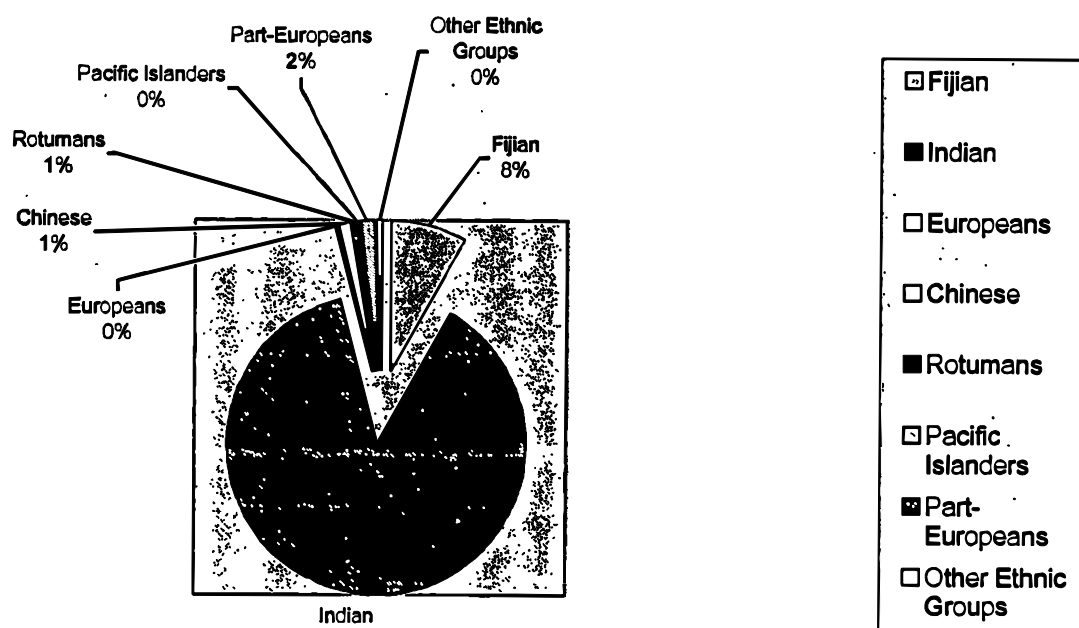 Part-Europeans
2%
Other Ethnic
Groups
0%
Pacific Islanders
0%
Rotumans
1%
Fijian
8%
Chinese
1%
Europeans
0%
Indian
Fijian
Indian
Europeans
Chinese
Rotumans
Pacific
Islanders
Part-
Europeans
Other Ethnic
Groups